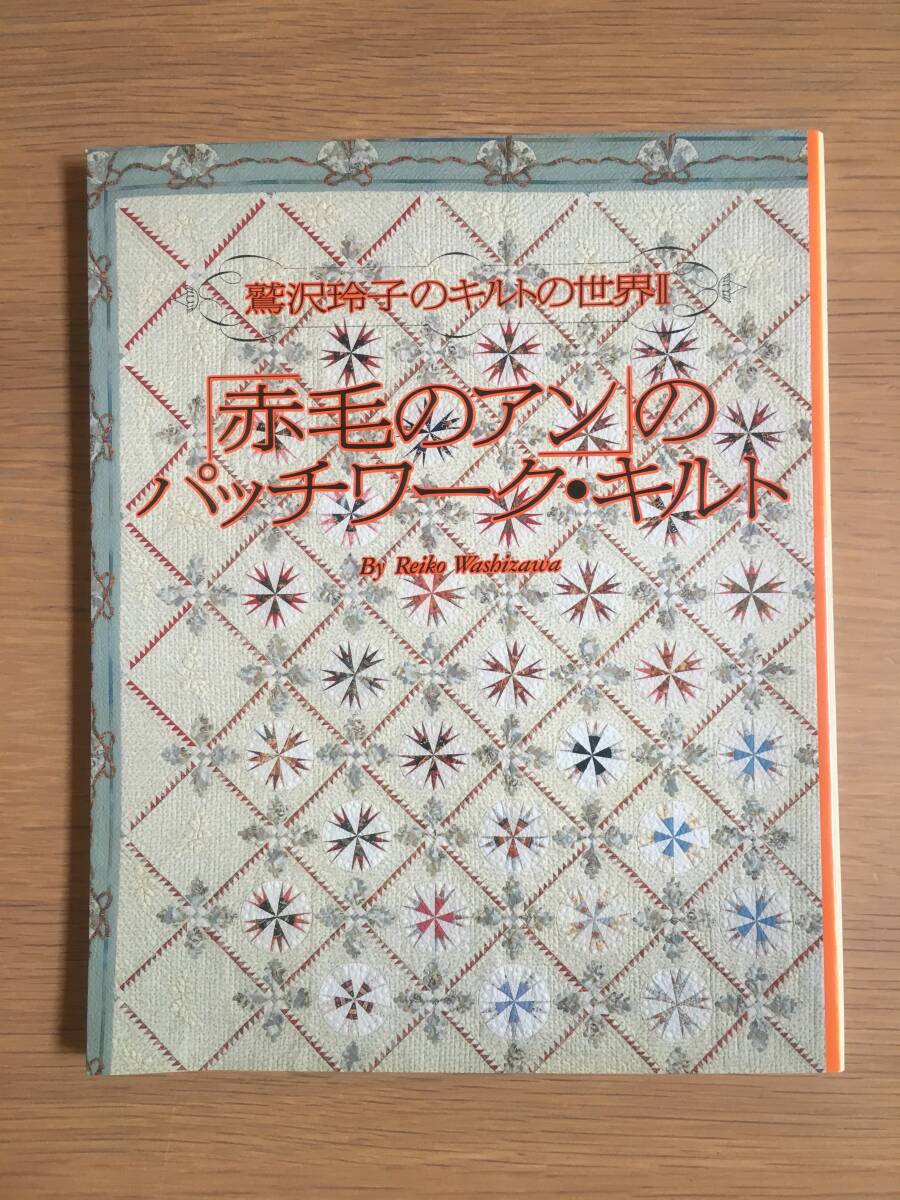 鷲沢玲子のキルトの世界II
「赤毛のアン」の
パッチワーク・キルト
By Reiko Washizawa